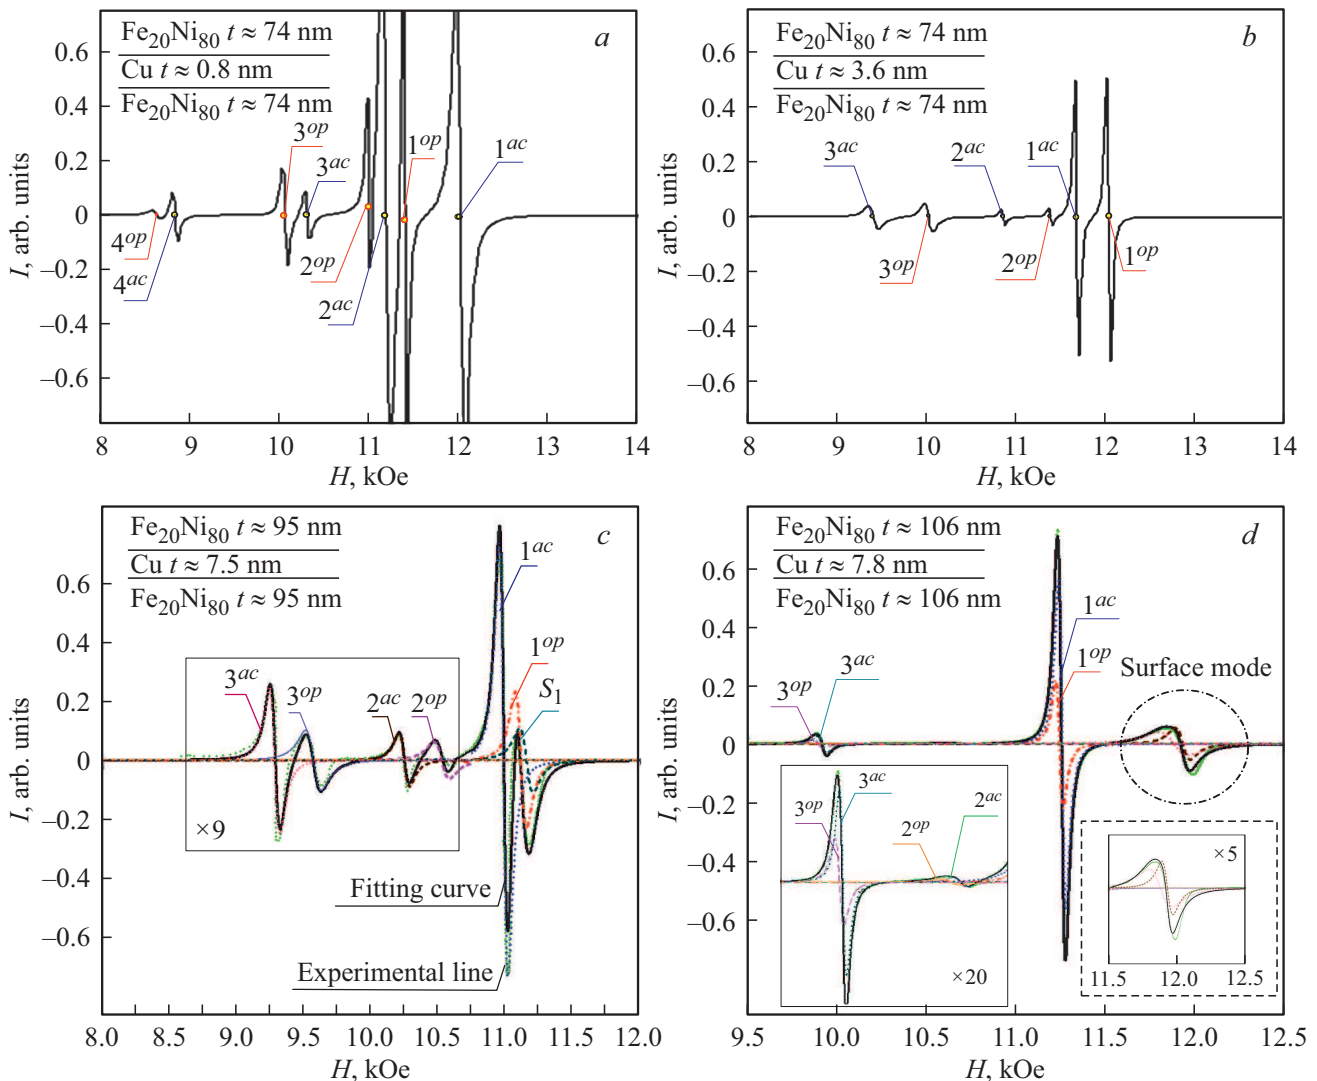 Fe20Ni80 t ≈ 74 nm
Cu t ≈ 0.8 nm
Fe20Ni80 t ≈ 74 nm
a
3op
3ac
1op
1ac
4op
4ac
2op
2ac
0.6
0.4
0.2
0
–0.2
–0.4
–0.6
I, arb. units
8
9
10
11
12
13
14
H, kOe
Fe20Ni80 t ≈ 74 nm
Cu t ≈ 3.6 nm
Fe20Ni80 t ≈ 74 nm
b
3ac
2ac
1ac
3op
2op
1op
0.6
0.4
0.2
0
–0.2
–0.4
–0.6
I, arb. units
8
9
10
11
12
13
14
H, kOe
Fe20Ni80 t ≈ 95 nm
Cu t ≈ 7.5 nm
Fe20Ni80 t ≈ 95 nm
c
1ac
1op
S1
3ac
3op
2ac
2op
×9
Fitting curve
Experimental line
0.6
0.4
0.2
0
–0.2
–0.4
–0.6
I, arb. units
8.0
8.5
9.0
9.5
10.0
10.5
11.0
11.5
12.0
H, kOe
Fe20Ni80 t ≈ 106 nm
Cu t ≈ 7.8 nm
Fe20Ni80 t ≈ 106 nm
d
1ac
1op
Surface mode
3ac
3op
3ac
3op
2ac
2op
×20
×5
11.5
12.0
12.5
0.6
0.4
0.2
0
–0.2
–0.4
–0.6
I, arb. units
9.5
10.0
10.5
11.0
11.5
12.0
12.5
H, kOe